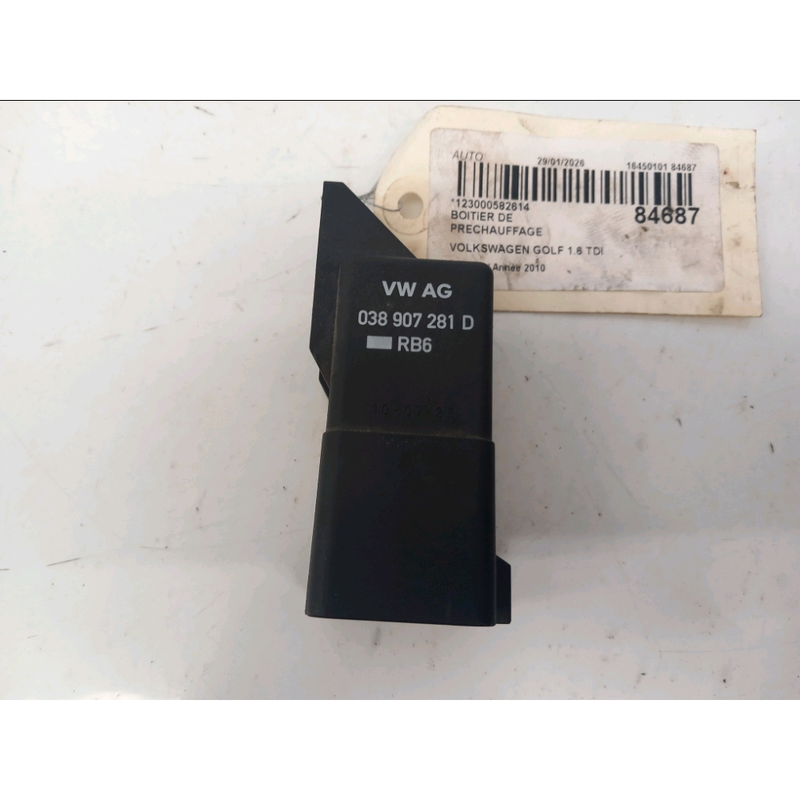 AUTO 29/01/2026 16450101 84687
*123000582614
84687
BOITIER DE
PRECHAUFFAGE
VOLKSWAGEN GOLF 1.6 TDI
Année 2010
VW AG
038 907 281 D
RB6